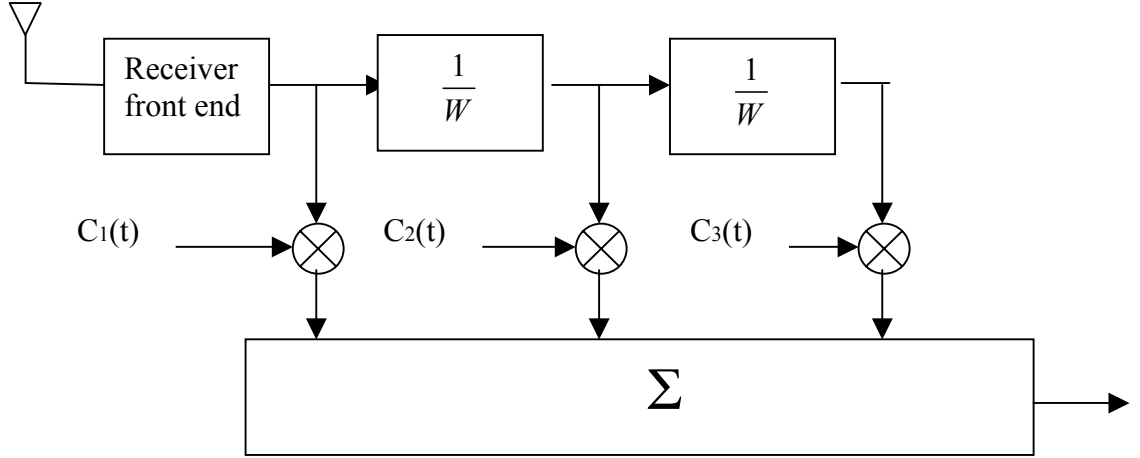 Receiver
front end
1
W
1
W
C1(t)
C2(t)
C3(t)
Σ